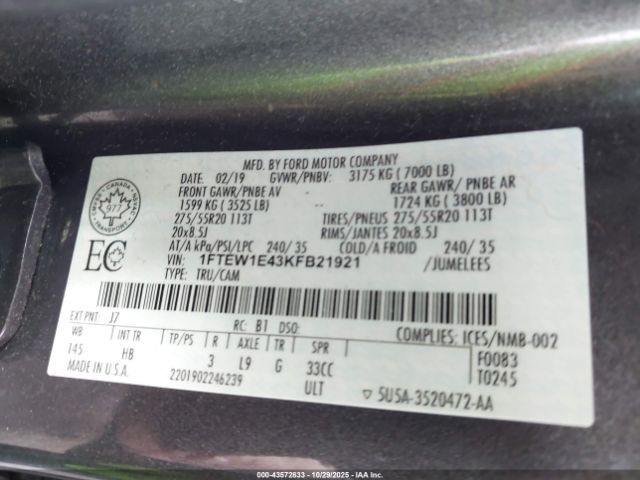 MFD. BY FORD MOTOR COMPANY
DATE: 02/19 GVWR/PNBV: 3175 KG ( 7000 LB)
FRONT GAWR/PNBE AV REAR GAWR/ PNBE AR
1599 KG ( 3525 LB) 1724 KG ( 3800 LB)
275/55R20 113T TIRES/PNEUS 275/55R20 113T
20x8.5J RIMS/JANTES 20x8.5J
AT/A kPa/PSI/LPC 240/ 35 COLD/A FROID 240/ 35
VIN: 1FTEW1E43KFB21921 /JUMELEES
TYPE: TRU/CAM
CANADA
977
EC
EXT PNT: J7 RC: B1 DSO: COMPLIES: ICES/NMB-002
WB INT TR TP/PS R AXLE TR SPR F0083
145 HB 3 L9 G 33CC T0245
MADE IN U.S.A. 2201902246239 ULT 5U5A-3520472-AA
Stock No: 000-43572633 | 10/29/2025 | © IAA, Inc.